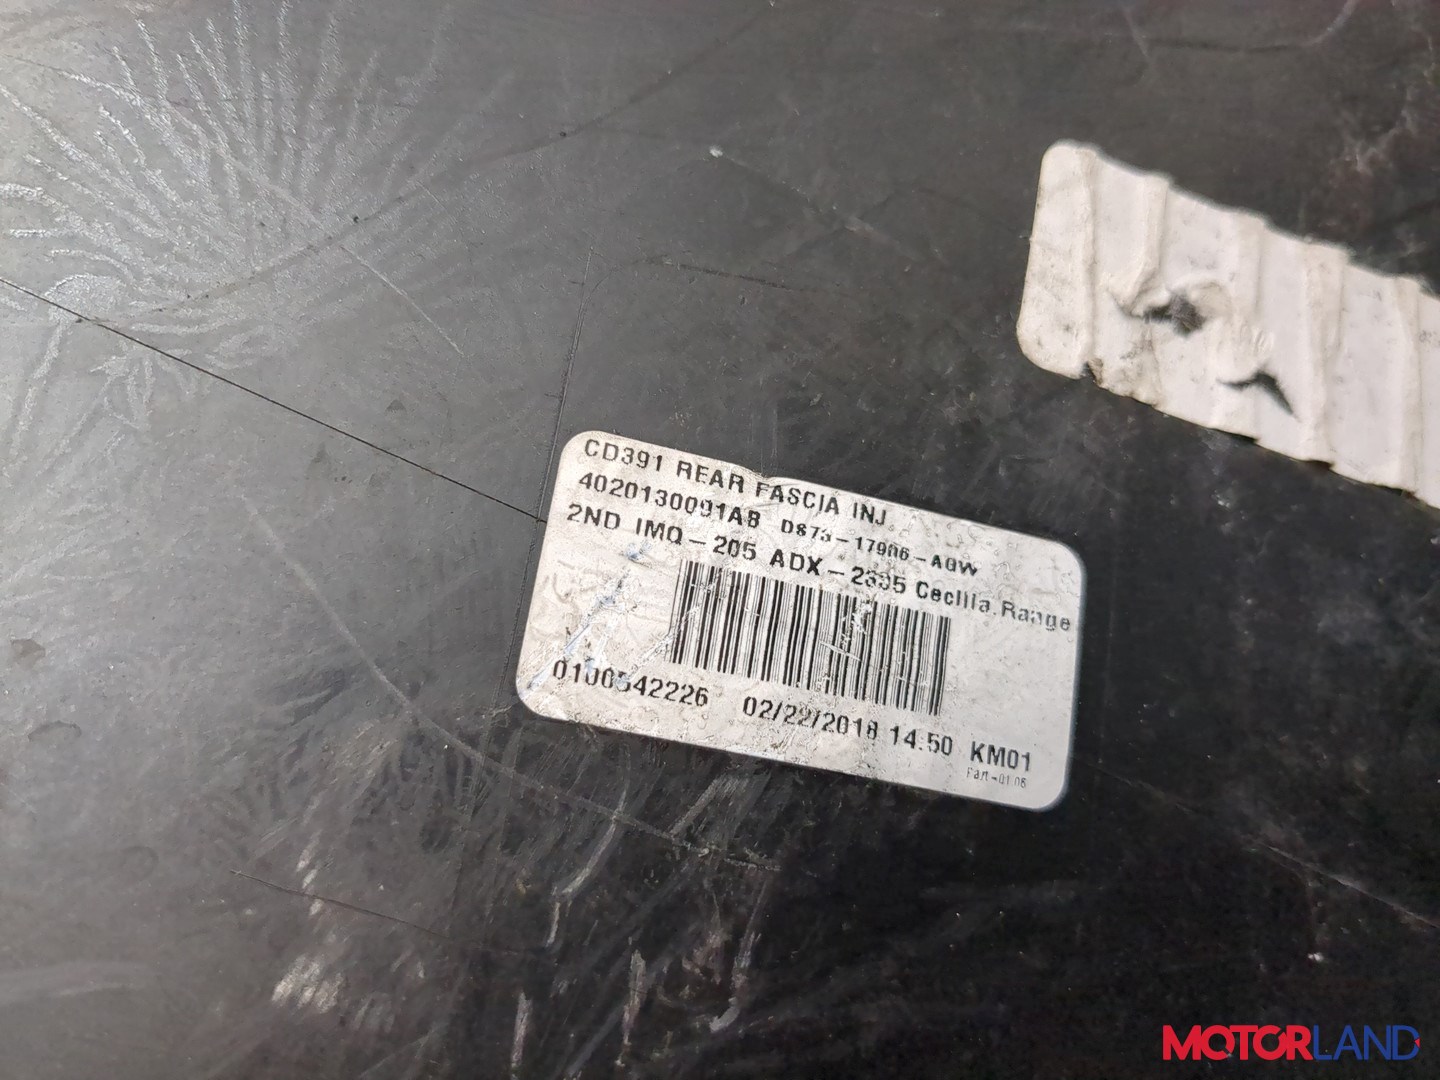 CD391 REAR FASCIA INJ
4020130091AB DS73-17906-AGW
2ND IMQ-205 ADX-2335 Cecilia.Range
0100542226 02/22/2018 14:50 KM01
MOTORLAND